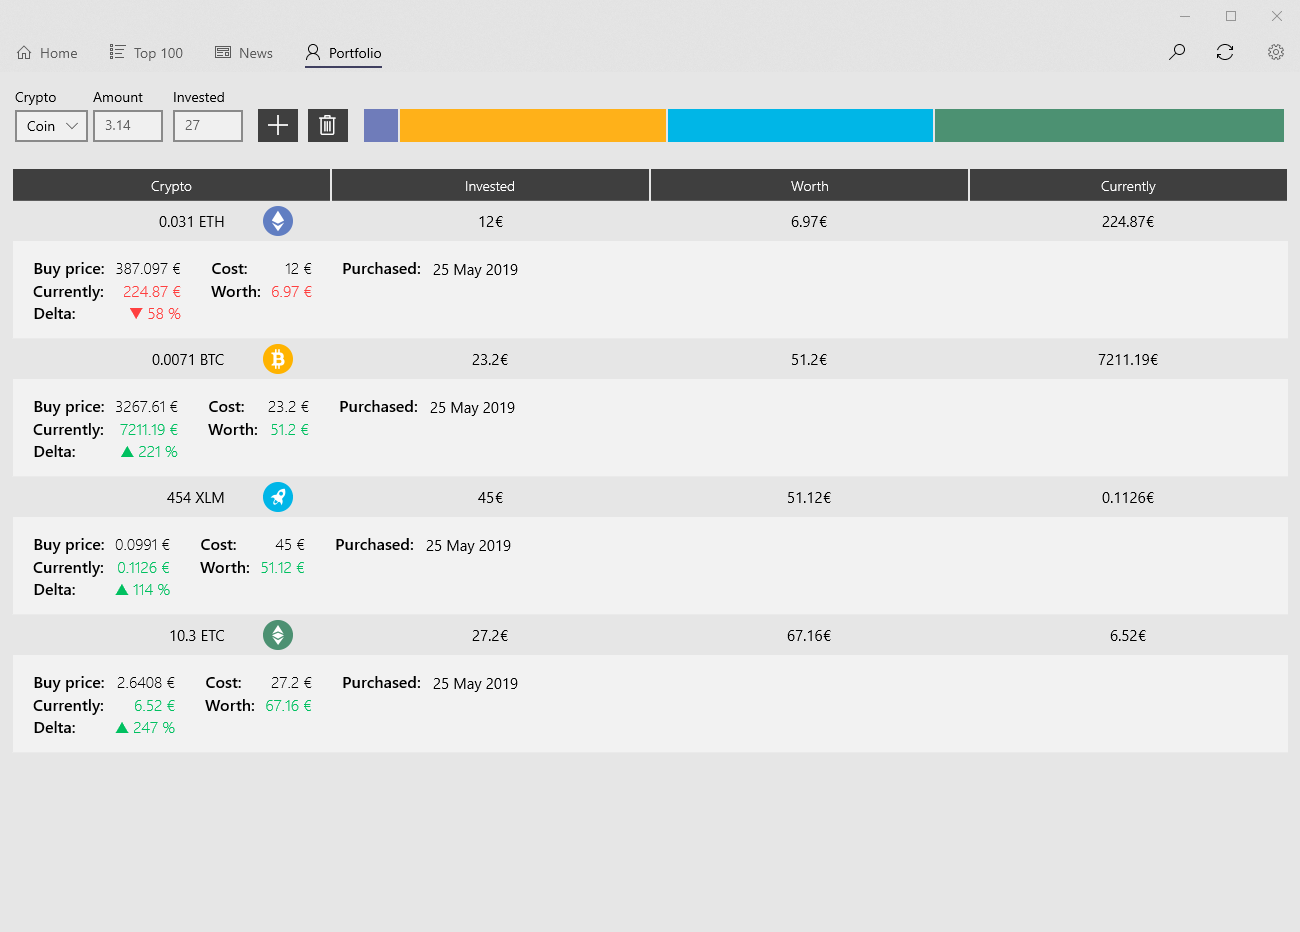 Home Top 100 News Portfolio
Crypto Amount Invested
Coin 3.14 27
Crypto Invested Worth Currently
0.031 ETH 12€ 6.97€ 224.87€
Buy price: 387.097 € Cost: 12 € Purchased: 25 May 2019
Currently: 224.87 € Worth: 6.97 €
Delta: ▼ 58 %
0.0071 BTC 23.2€ 51.2€ 7211.19€
Buy price: 3267.61 € Cost: 23.2 € Purchased: 25 May 2019
Currently: 7211.19 € Worth: 51.2 €
Delta: ▲ 221 %
454 XLM 45€ 51.12€ 0.1126€
Buy price: 0.0991 € Cost: 45 € Purchased: 25 May 2019
Currently: 0.1126 € Worth: 51.12 €
Delta: ▲ 114 %
10.3 ETC 27.2€ 67.16€ 6.52€
Buy price: 2.6408 € Cost: 27.2 € Purchased: 25 May 2019
Currently: 6.52 € Worth: 67.16 €
Delta: ▲ 247 %